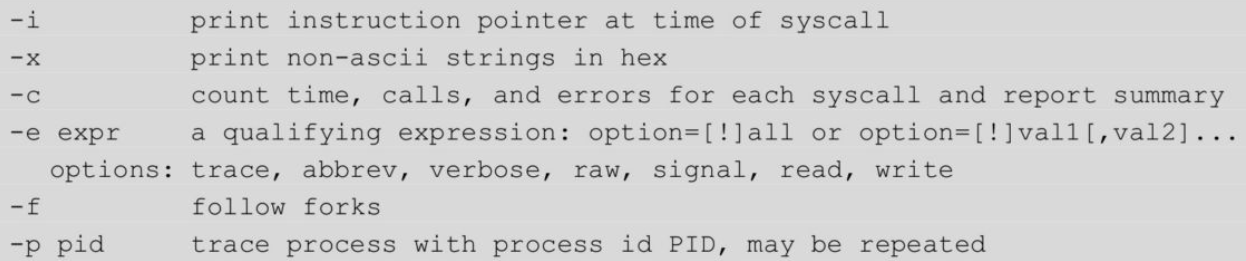 -i          print instruction pointer at time of syscall
-x          print non-ascii strings in hex
-c          count time, calls, and errors for each syscall and report summary
-e expr     a qualifying expression: option=[!]all or option=[!]val1[,val2]...
   options: trace, abbrev, verbose, raw, signal, read, write
-f          follow forks
-p pid      trace process with process id PID, may be repeated